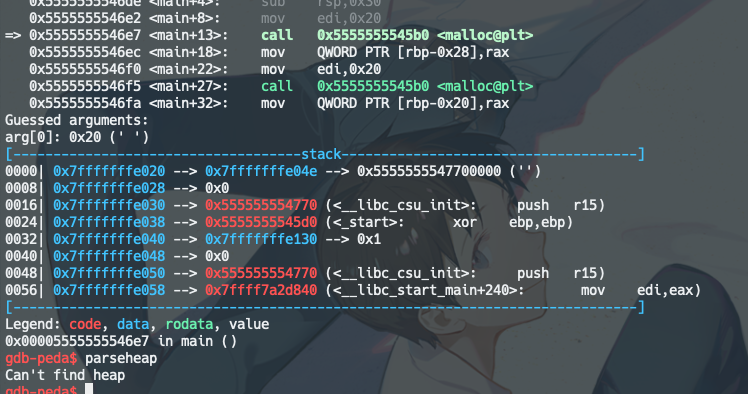 0x5555555546de <main+4>: sub rsp,0x30
0x5555555546e2 <main+8>: mov edi,0x20
=> 0x5555555546e7 <main+13>: call 0x5555555545b0 <malloc@plt>
0x5555555546ec <main+18>: mov QWORD PTR [rbp-0x28],rax
0x5555555546f0 <main+22>: mov edi,0x20
0x5555555546f5 <main+27>: call 0x5555555545b0 <malloc@plt>
0x5555555546fa <main+32>: mov QWORD PTR [rbp-0x20],rax
Guessed arguments:
arg[0]: 0x20 (' ')
[------------------------------------stack-------------------------------------]
0000| 0x7fffffffe020 --> 0x7fffffffe04e --> 0x5555555547700000 ('')
0008| 0x7fffffffe028 --> 0x0
0016| 0x7fffffffe030 --> 0x555555554770 (<__libc_csu_init>: push r15)
0024| 0x7fffffffe038 --> 0x5555555545d0 (<_start>: xor ebp,ebp)
0032| 0x7fffffffe040 --> 0x7fffffffe130 --> 0x1
0040| 0x7fffffffe048 --> 0x0
0048| 0x7fffffffe050 --> 0x555555554770 (<__libc_csu_init>: push r15)
0056| 0x7fffffffe058 --> 0x7ffff7a2d840 (<__libc_start_main+240>: mov edi,eax)
[------------------------------------------------------------------------------]
Legend: code, data, rodata, value
0x00005555555546e7 in main ()
gdb-peda$ parseheap
Can't find heap
gdb-peda$